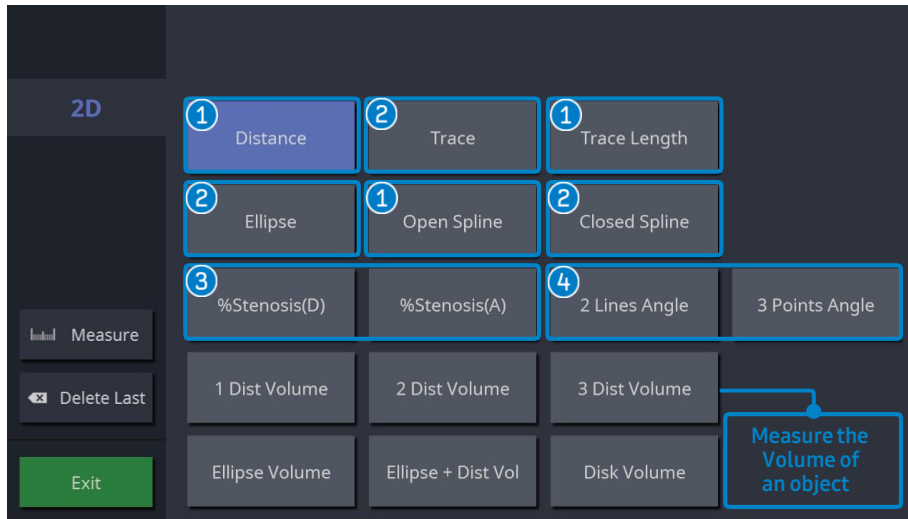 2D
① Distance
② Trace
① Trace Length
② Ellipse
① Open Spline
② Closed Spline
③ %Stenosis(D)
%Stenosis(A)
④ 2 Lines Angle
3 Points Angle
Measure
1 Dist Volume
2 Dist Volume
3 Dist Volume
Delete Last
Measure the
Volume of
an object
Ellipse Volume
Ellipse + Dist Vol
Disk Volume
Exit